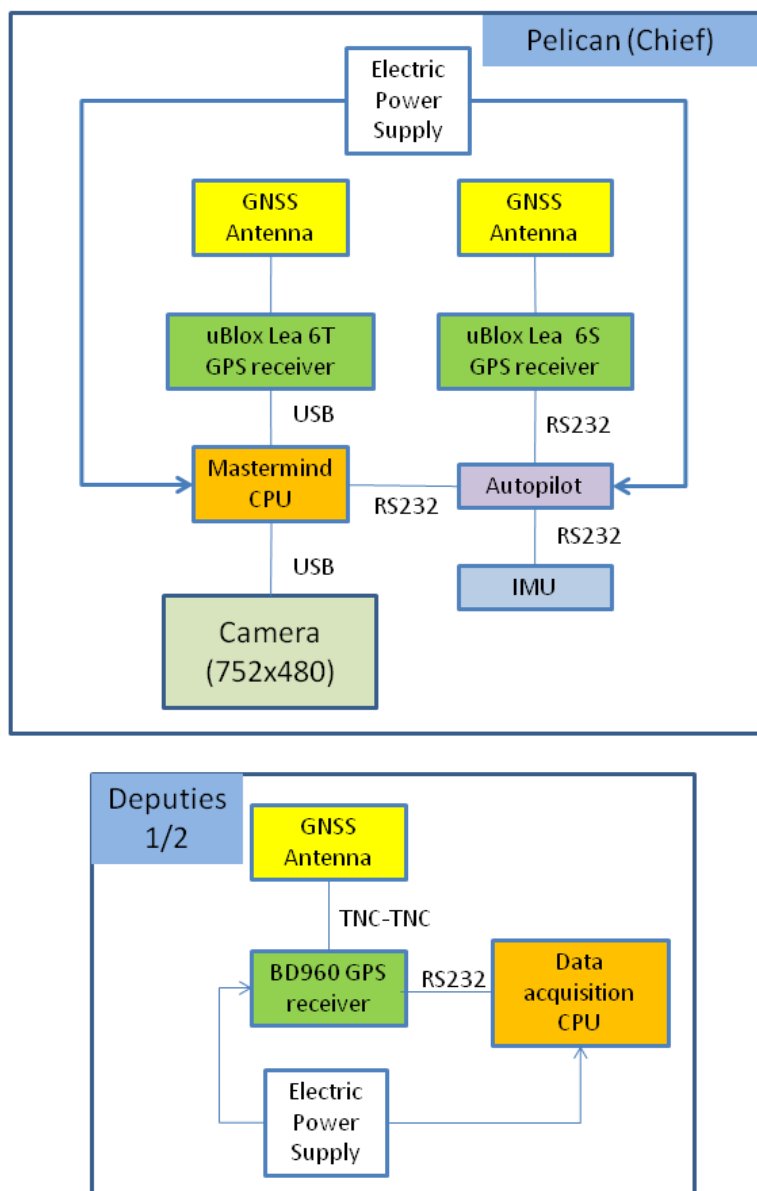 Pelican (Chief)
Electric
Power
Supply
GNSS
Antenna
GNSS
Antenna
uBlox Lea 6T
GPS receiver
uBlox Lea 6S
GPS receiver
USB
RS232
Mastermind
CPU
RS232
Autopilot
USB
RS232
IMU
Camera
(752x480)
Deputies
1/2
GNSS
Antenna
TNC-TNC
BD960 GPS
receiver
RS232
Data
acquisition
CPU
Electric
Power
Supply